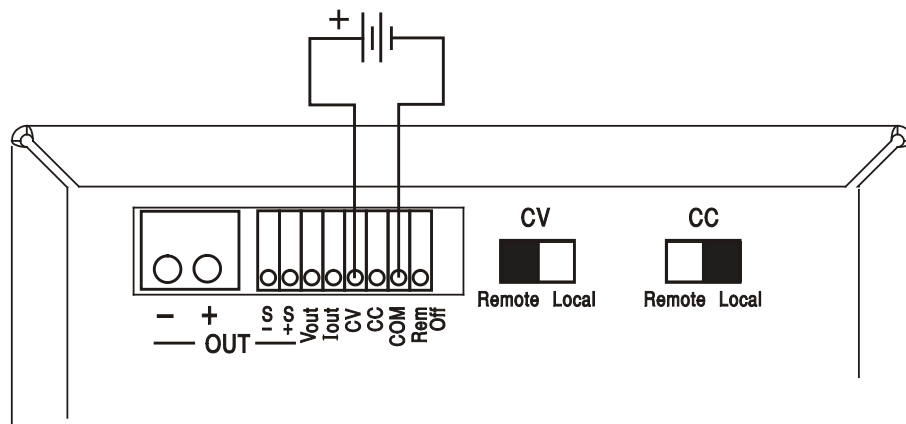 +
CV
CC
Remote Local
Remote Local
- +
OUT
S -
S +
Vout
Iout
CV
CC
COM
Rem Off